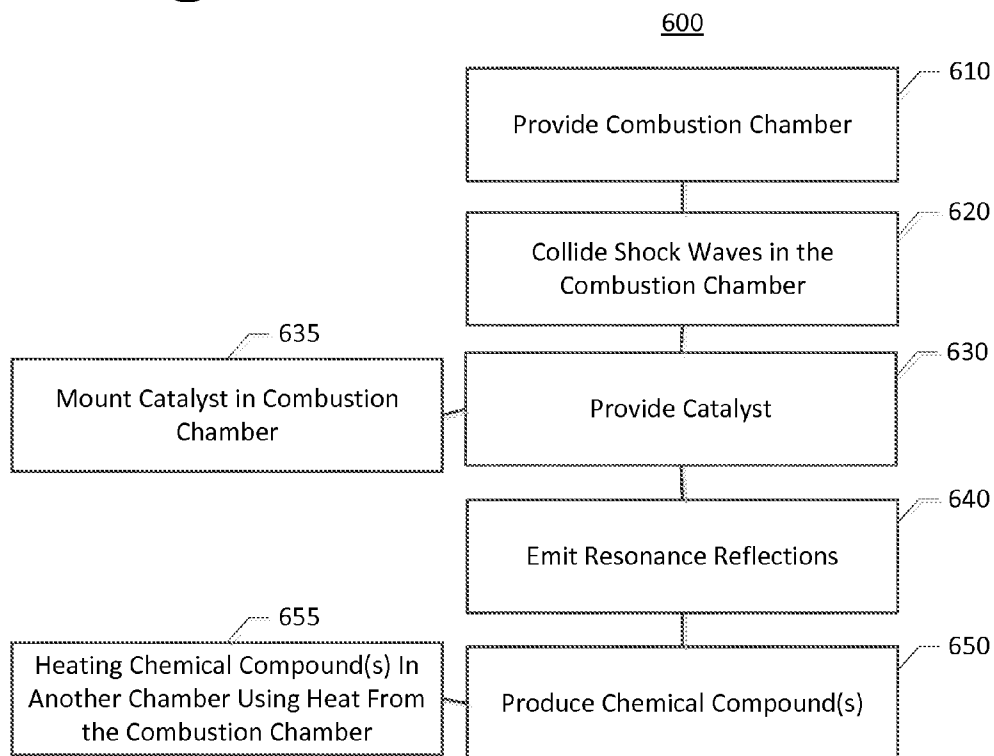 600
610
Provide Combustion Chamber
620
Collide Shock Waves in the
Combustion Chamber
635
630
Mount Catalyst in Combustion
Chamber
Provide Catalyst
640
Emit Resonance Reflections
655
650
Heating Chemical Compound(s) In
Another Chamber Using Heat From
the Combustion Chamber
Produce Chemical Compound(s)